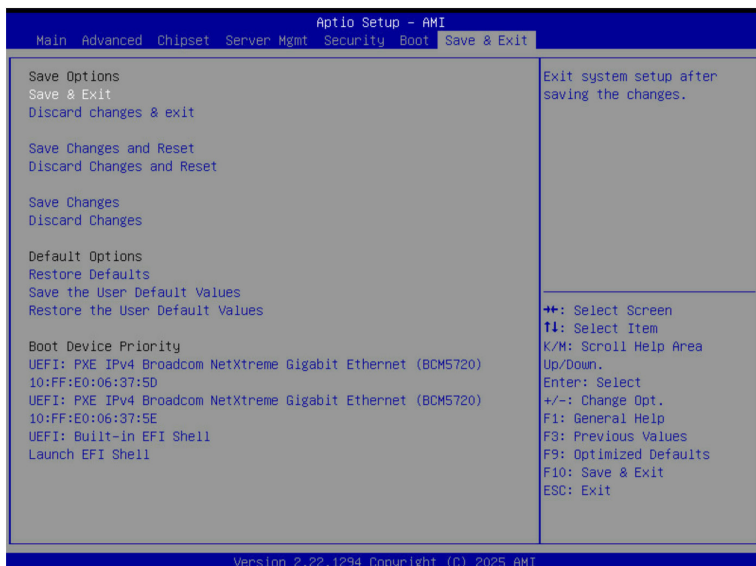 Aptio Setup - AMI
Main Advanced Chipset Server Mgmt Security Boot Save & Exit
Save Options
Save & Exit
Discard changes & exit
Save Changes and Reset
Discard Changes and Reset
Save Changes
Discard Changes
Default Options
Restore Defaults
Save the User Default Values
Restore the User Default Values
Boot Device Priority
UEFI: PXE IPv4 Broadcom NetXtreme Gigabit Ethernet (BCM5720)
10:FF:E0:06:37:5D
UEFI: PXE IPv4 Broadcom NetXtreme Gigabit Ethernet (BCM5720)
10:FF:E0:06:37:5E
UEFI: Built-in EFI Shell
Launch EFI Shell
Exit system setup after
saving the changes.
→←: Select Screen
↑↓: Select Item
K/M: Scroll Help Area
Up/Down.
Enter: Select
+/-: Change Opt.
F1: General Help
F3: Previous Values
F9: Optimized Defaults
F10: Save & Exit
ESC: Exit
Version 2.22.1294 Copyright (C) 2025 AMI